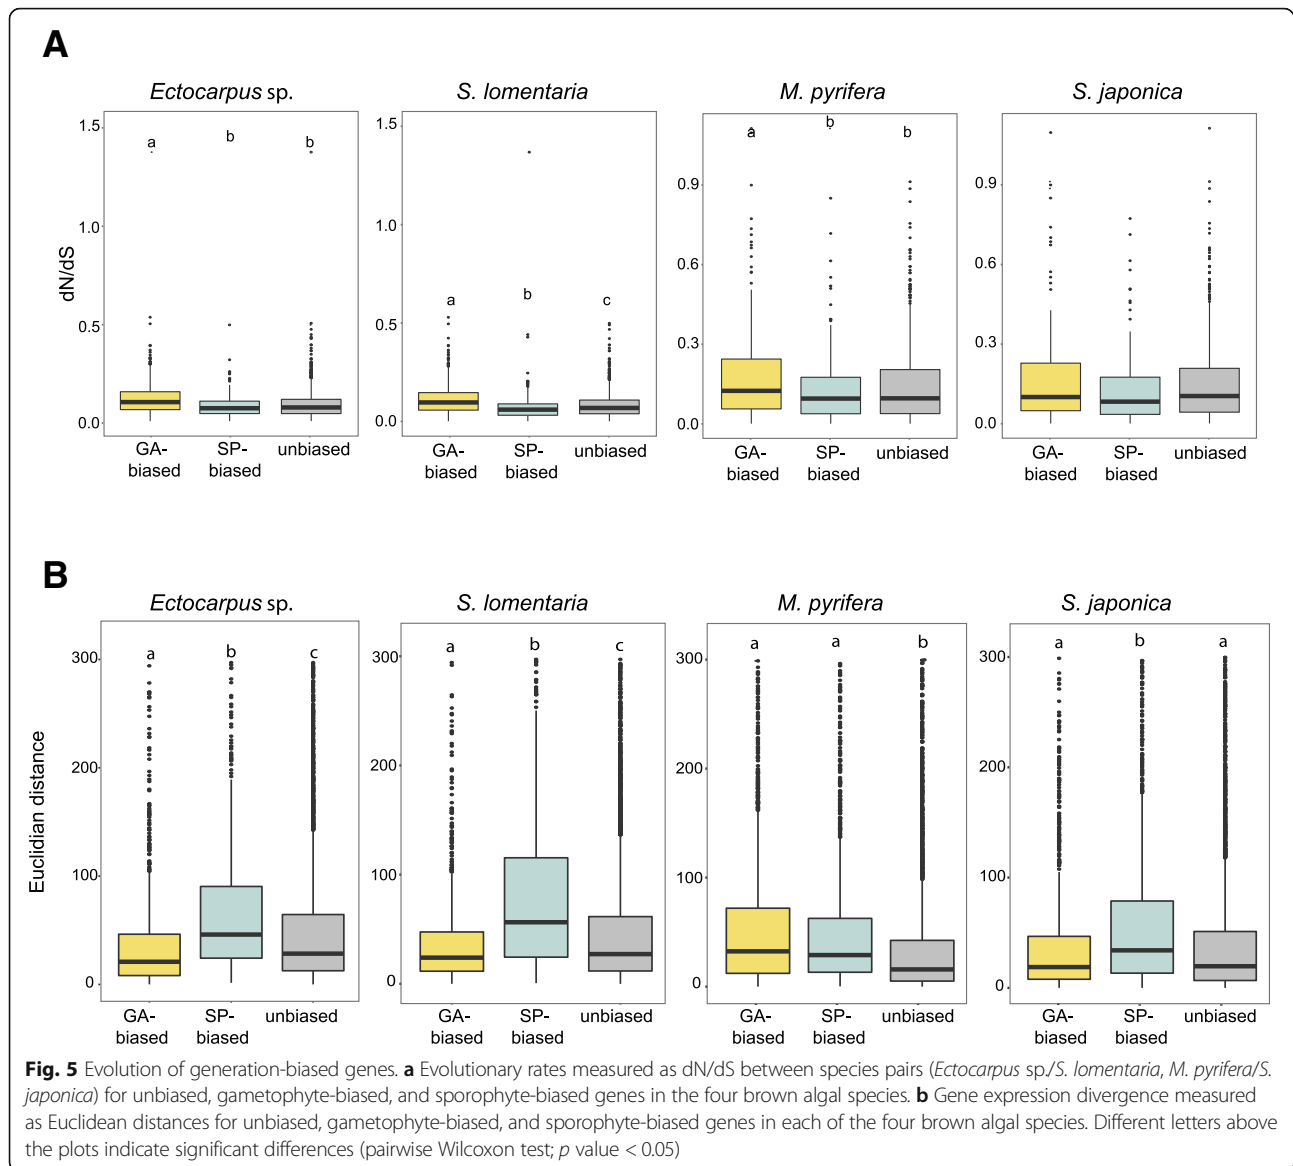 A
Ectocarpus sp.
S. lomentaria
M. pyrifera
S. japonica
dN/dS
1.5
1.0
0.5
0.0
a
b
b
GA-
biased
SP-
biased
unbiased
1.5
1.0
0.5
0.0
a
b
c
GA-
biased
SP-
biased
unbiased
0.9
0.6
0.3
0.0
a
b
b
GA-
biased
SP-
biased
unbiased
0.9
0.6
0.3
0.0
GA-
biased
SP-
biased
unbiased
B
Ectocarpus sp.
S. lomentaria
M. pyrifera
S. japonica
Euclidian distance
300
200
100
0
a
b
c
GA-
biased
SP-
biased
unbiased
300
200
100
0
a
b
c
GA-
biased
SP-
biased
unbiased
300
200
100
0
a
a
b
GA-
biased
SP-
biased
unbiased
300
200
100
0
a
b
a
GA-
biased
SP-
biased
unbiased
Fig. 5 Evolution of generation-biased genes. a Evolutionary rates measured as dN/dS between species pairs (Ectocarpus sp./S. lomentaria, M. pyrifera/S.
japonica) for unbiased, gametophyte-biased, and sporophyte-biased genes in the four brown algal species. b Gene expression divergence measured
as Euclidean distances for unbiased, gametophyte-biased, and sporophyte-biased genes in each of the four brown algal species. Different letters above
the plots indicate significant differences (pairwise Wilcoxon test; p value < 0.05)